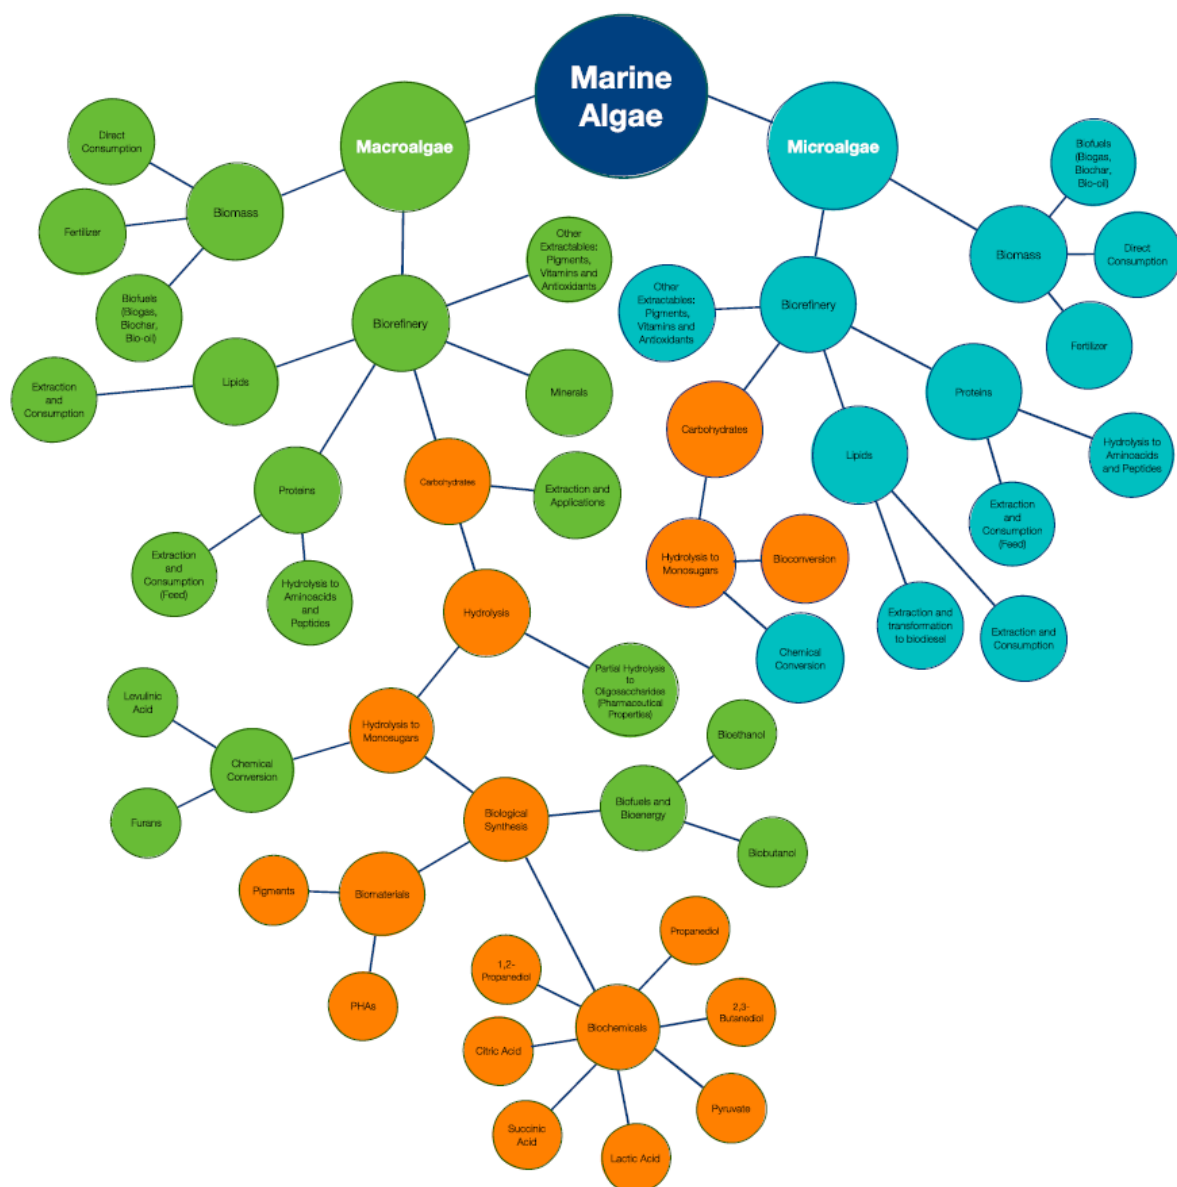 Marine
Algae
Macroalgae
Microalgae
Direct
Consumption
Biomass
Fertilizer
Biofuels
(Biogas,
Biochar,
Bio-oil)
Other
Extractables:
Pigments,
Vitamins and
Antioxidants
Biorefinery
Lipids
Extraction
and
Consumption
Minerals
Proteins
Carbohydrates
Extraction and
Applications
Extraction
and
Consumption
(Feed)
Hydrolysis to
Aminoacids
and
Peptides
Hydrolysis
Partial Hydrolysis
to
Oligosaccharides
(Pharmaceutical
Properties)
Hydrolysis to
Monosugars
Levulinic
Acid
Chemical
Conversion
Furans
Biological
Synthesis
Biofuels and
Bioenergy
Bioethanol
Biobutanol
Pigments
Biomaterials
PHAs
1,2-
Propanediol
Propanediol
2,3-
Butanediol
Biochemicals
Citric Acid
Pyruvate
Succinic
Acid
Lactic Acid
Biofuels
(Biogas,
Biochar,
Bio-oil)
Biomass
Direct
Consumption
Fertilizer
Other
Extractables:
Pigments,
Vitamins and
Antioxidants
Biorefinery
Proteins
Carbohydrates
Lipids
Hydrolysis to
Aminoacids
and Peptides
Extraction
and
Consumption
(Feed)
Hydrolysis to
Monosugars
Bioconversion
Chemical
Conversion
Extraction and
transformation
to biodiesel
Extraction and
Consumption